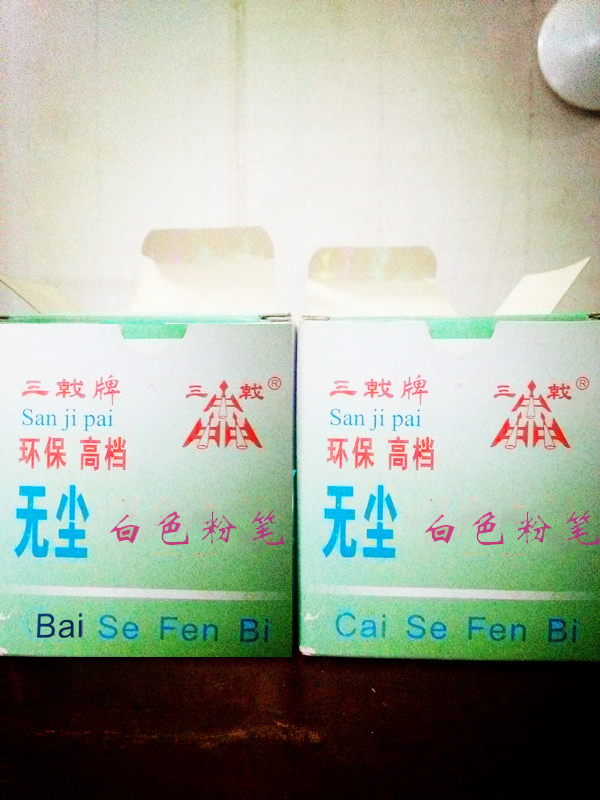 三戟牌
San ji pai
环保 高档
无尘 白色粉笔
Bai Se Fen Bi
三戟®
三戟牌
San ji pai
环保 高档
无尘 白色粉笔
Cai Se Fen Bi
三戟®